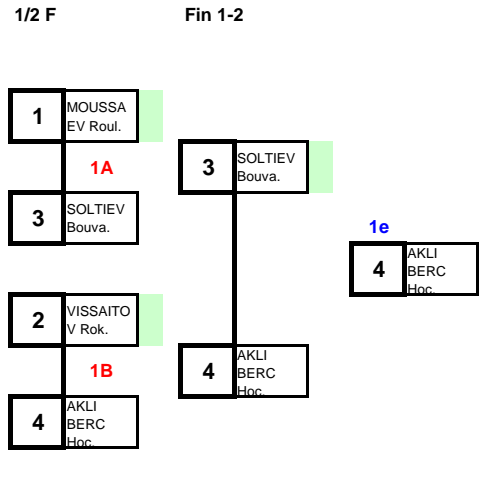 1/2 F Fin 1-2
1 MOUSSA
EV Roul.
1A
3 SOLTIEV
Bouva.
3 SOLTIEV
Bouva.
1e
4 AKLI
BERC
Hoc.
2 VISSAITO
V Rok.
1B
4 AKLI
BERC
Hoc.
4 AKLI
BERC
Hoc.